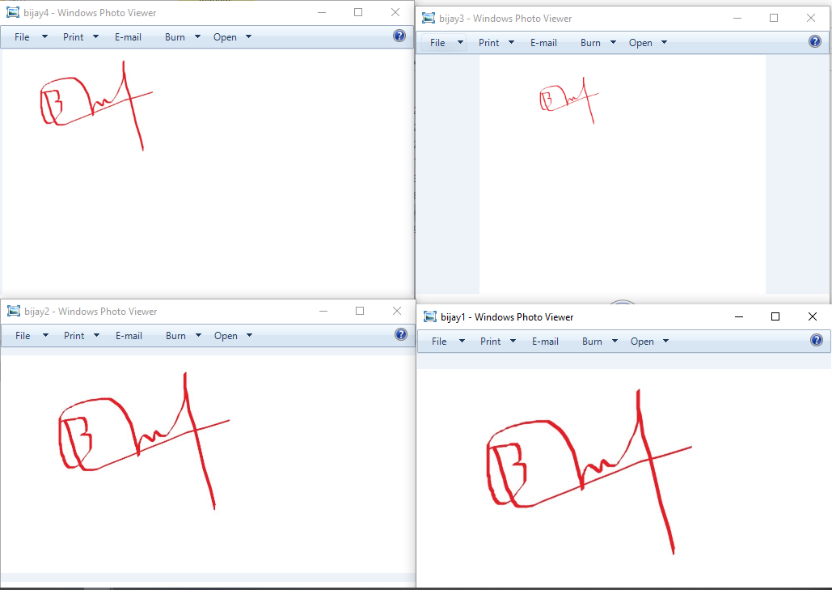 bijay4 - Windows Photo Viewer
File Print E-mail Burn Open
bijay3 - Windows Photo Viewer
File Print E-mail Burn Open
bijay2 - Windows Photo Viewer
File Print E-mail Burn Open
bijay1 - Windows Photo Viewer
File Print E-mail Burn Open